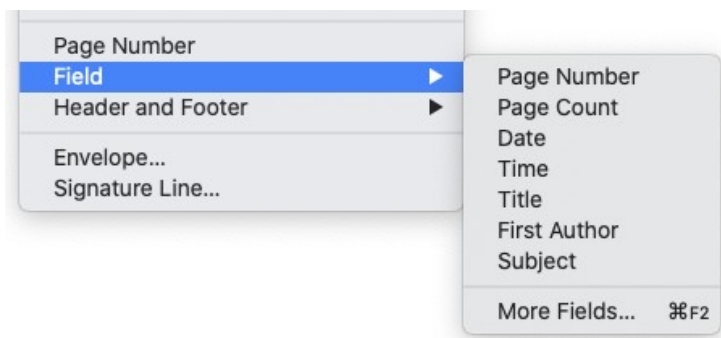 Page Number
Field
Header and Footer
Envelope...
Signature Line...
Page Number
Page Count
Date
Time
Title
First Author
Subject
More Fields... ⌘F2